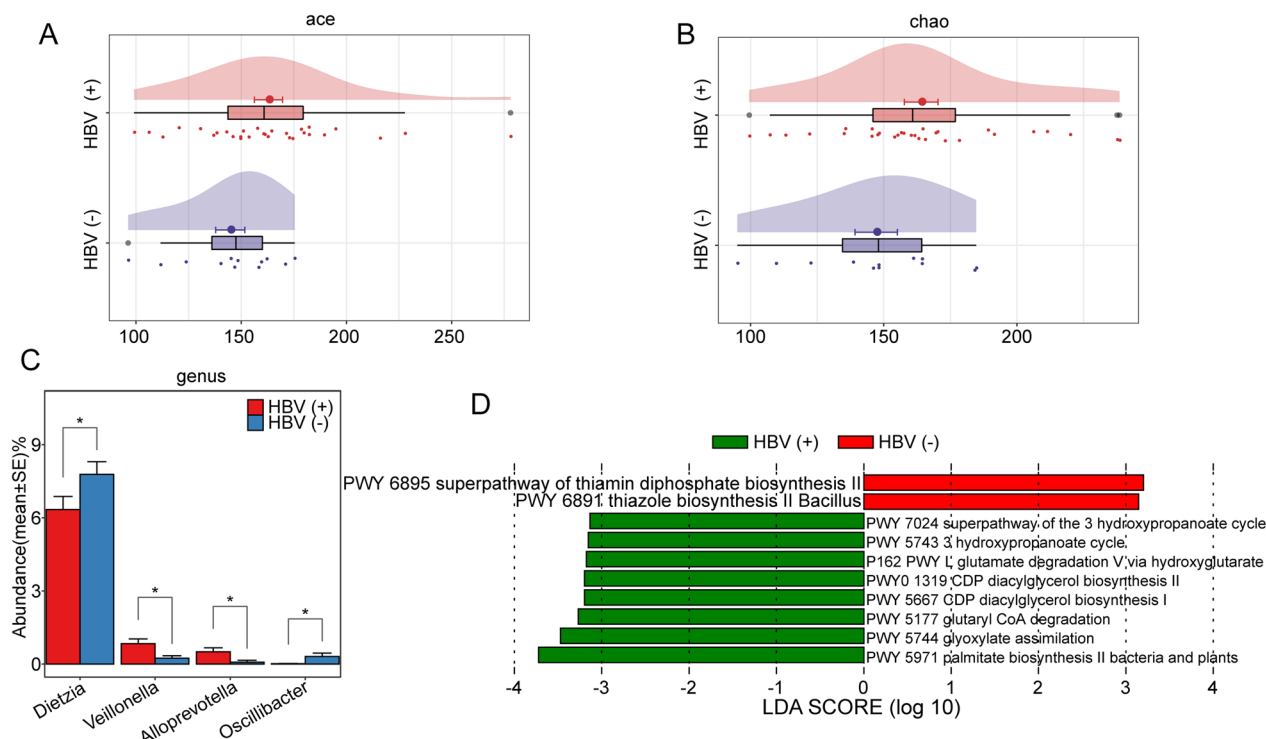 A
ace
HBV (+)
HBV (-)
100
150
200
250
B
chao
HBV (+)
HBV (-)
100
150
200
C
genus
HBV (+)
HBV (-)
Abundance(mean±SE)%
9
6
3
0
*
*
*
*
Dietzia
Veillonella
Alloprevotella
Oscillibacter
D
HBV (+)
HBV (-)
PWY 6895 superpathway of thiamin diphosphate biosynthesis II
PWY 6891 thiazole biosynthesis II Bacillus
PWY 7024 superpathway of the 3 hydroxypropanoate cycle
PWY 5743 3 hydroxypropanoate cycle
P162 PWY L glutamate degradation V via hydroxyglutarate
PWY0 1319 CDP diacylglycerol biosynthesis II
PWY 5667 CDP diacylglycerol biosynthesis I
PWY 5177 glutaryl CoA degradation
PWY 5744 glyoxylate assimilation
PWY 5971 palmitate biosynthesis II bacteria and plants
-4
-3
-2
-1
0
1
2
3
4
LDA SCORE (log 10)